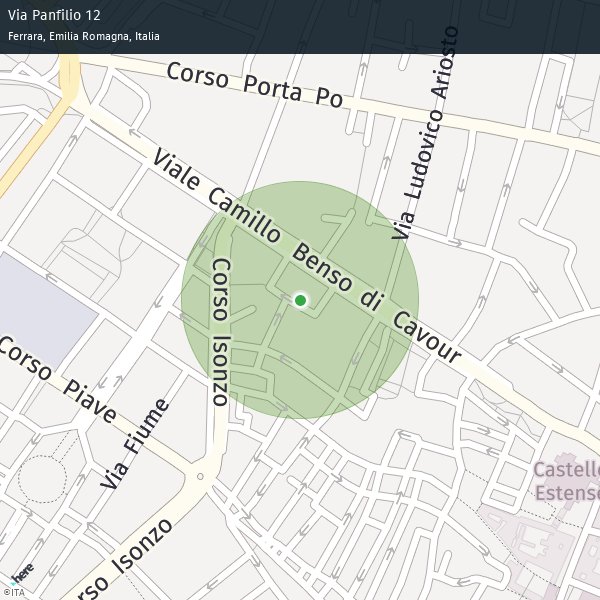 Via Panfilio 12
Ferrara, Emilia Romagna, Italia
Corso Porta Po
Via Ludovico Ariosto
Viale Camillo Benso di Cavour
Corso Isonzo
Corso Piave
Via Fiume
Castello
Estense
rso Isonzo
here
©ITA